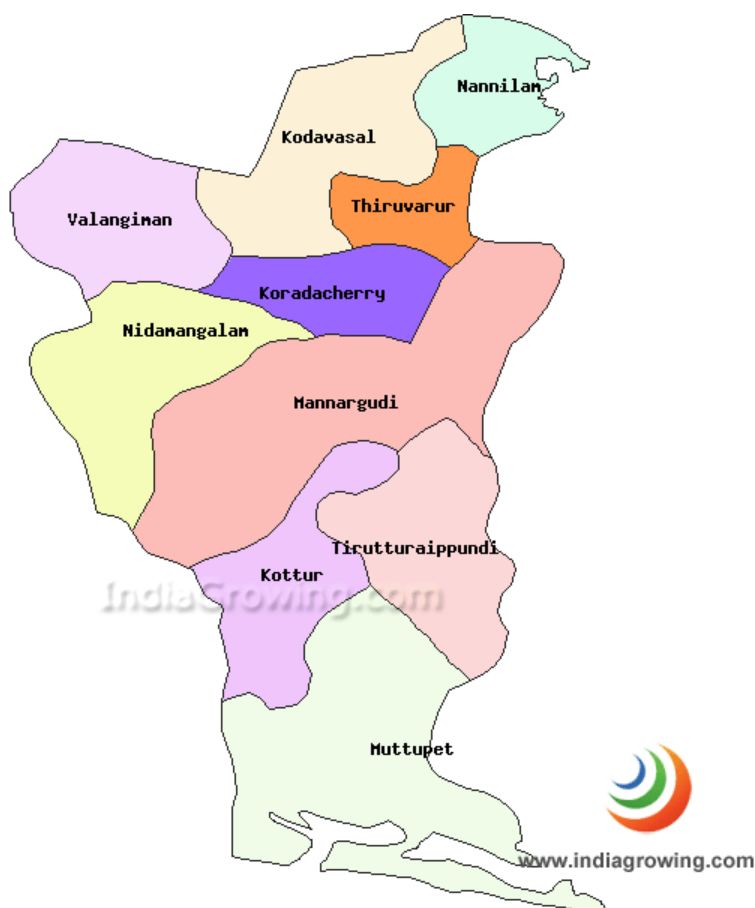 Nannilam
Kodavasal
Thiruvarur
Valangiman
Koradacherry
Nidamangalam
Mannargudi
Tirutturaippundi
Kottur
IndiaGrowing.com
Muttupet
www.indiagrowing.com